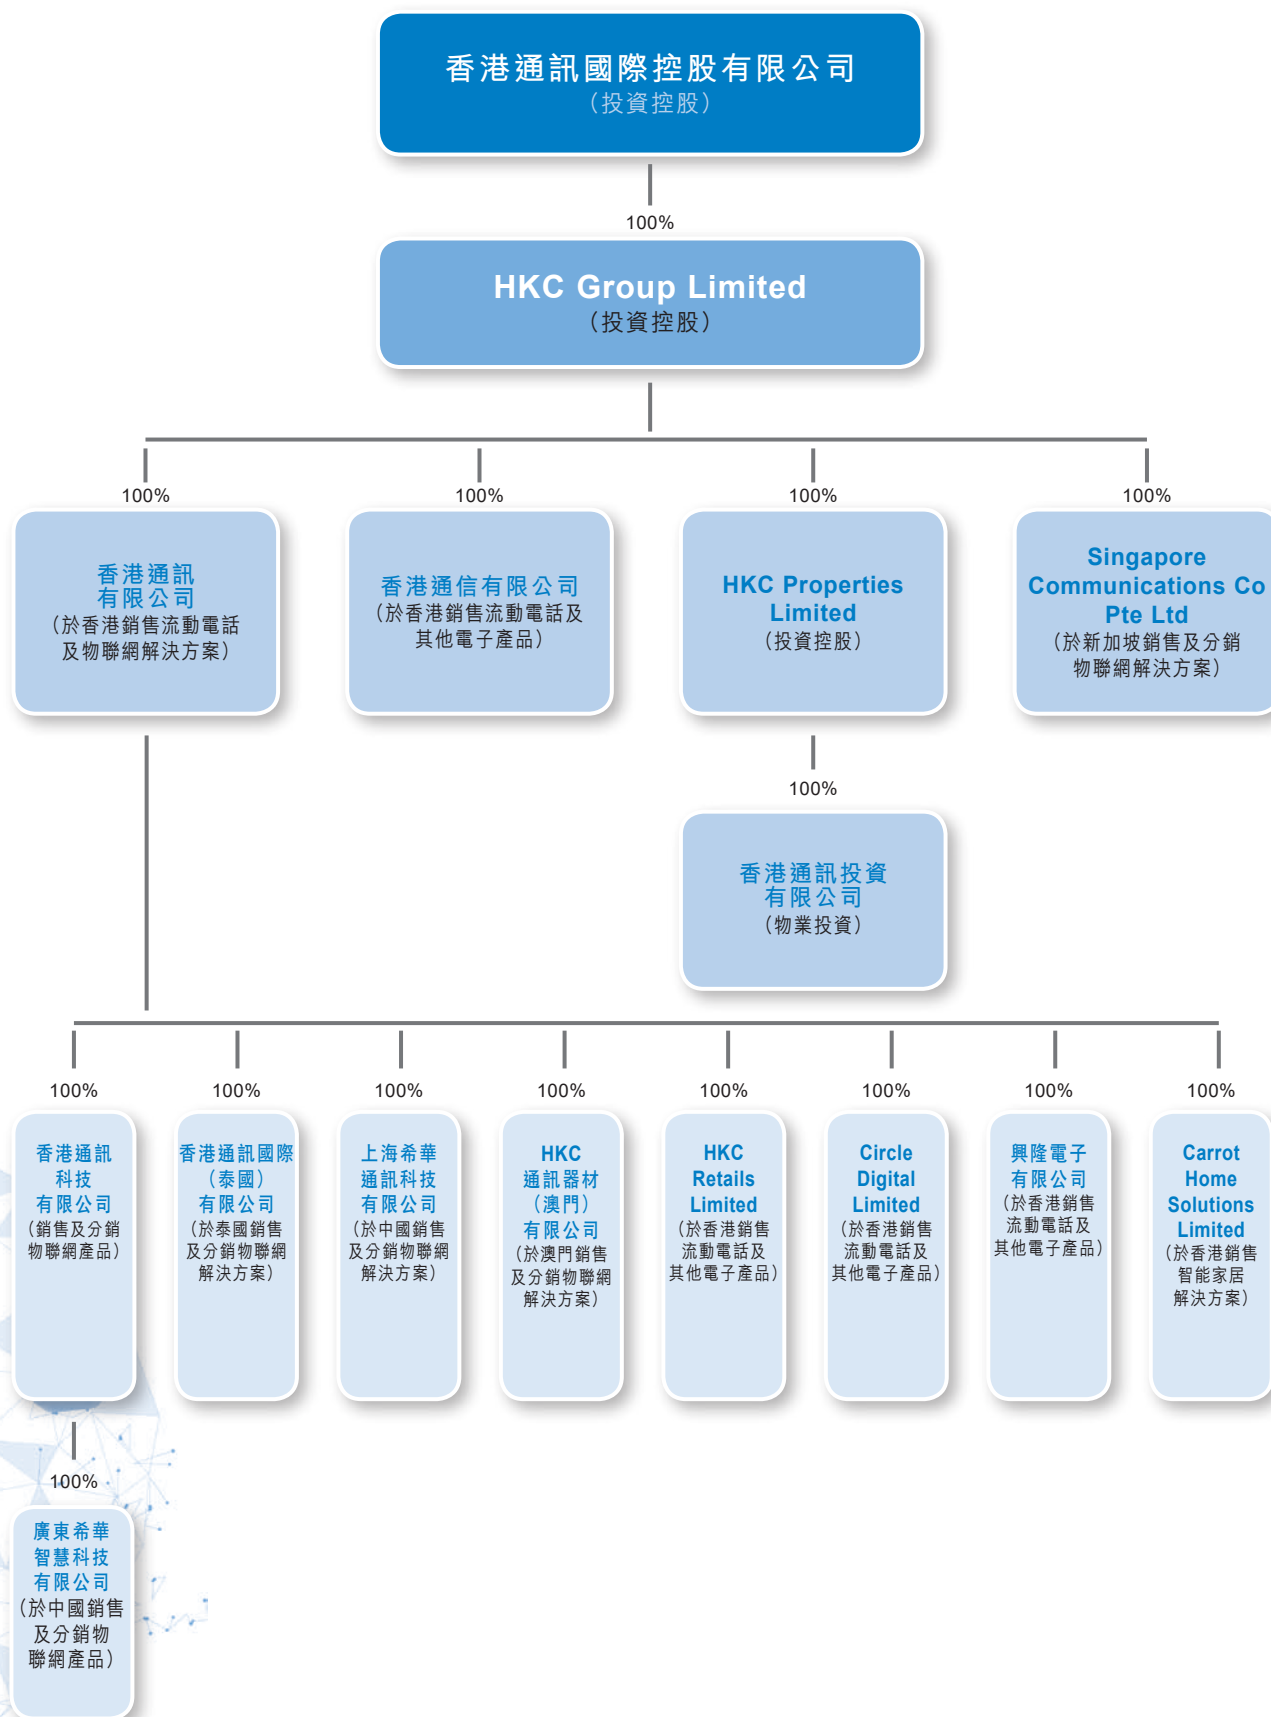 香港通訊國際控股有限公司
（投資控股）
100%
HKC Group Limited
（投資控股）
100%
100%
100%
100%
香港通訊
有限公司
（於香港銷售流動電話
及物聯網解決方案）
香港通信有限公司
（於香港銷售流動電話及
其他電子產品）
HKC Properties
Limited
（投資控股）
Singapore
Communications Co
Pte Ltd
（於新加坡銷售及分銷
物聯網解決方案）
100%
香港通訊投資
有限公司
（物業投資）
100%
100%
100%
100%
100%
100%
100%
100%
香港通訊
科技
有限公司
（銷售及分銷
物聯網產品）
香港通訊國際
（泰國）
有限公司
（於泰國銷售
及分銷物聯網
解決方案）
上海希華
通訊科技
有限公司
（於中國銷售
及分銷物聯網
解決方案）
HKC
通訊器材
（澳門）
有限公司
（於澳門銷售
及分銷物聯網
解決方案）
HKC
Retails
Limited
（於香港銷售
流動電話及
其他電子產品）
Circle
Digital
Limited
（於香港銷售
流動電話及
其他電子產品）
興隆電子
有限公司
（於香港銷售
流動電話及
其他電子產品）
Carrot
Home
Solutions
Limited
（於香港銷售
智能家居
解決方案）
100%
廣東希華
智慧科技
有限公司
（於中國銷售
及分銷物
聯網產品）